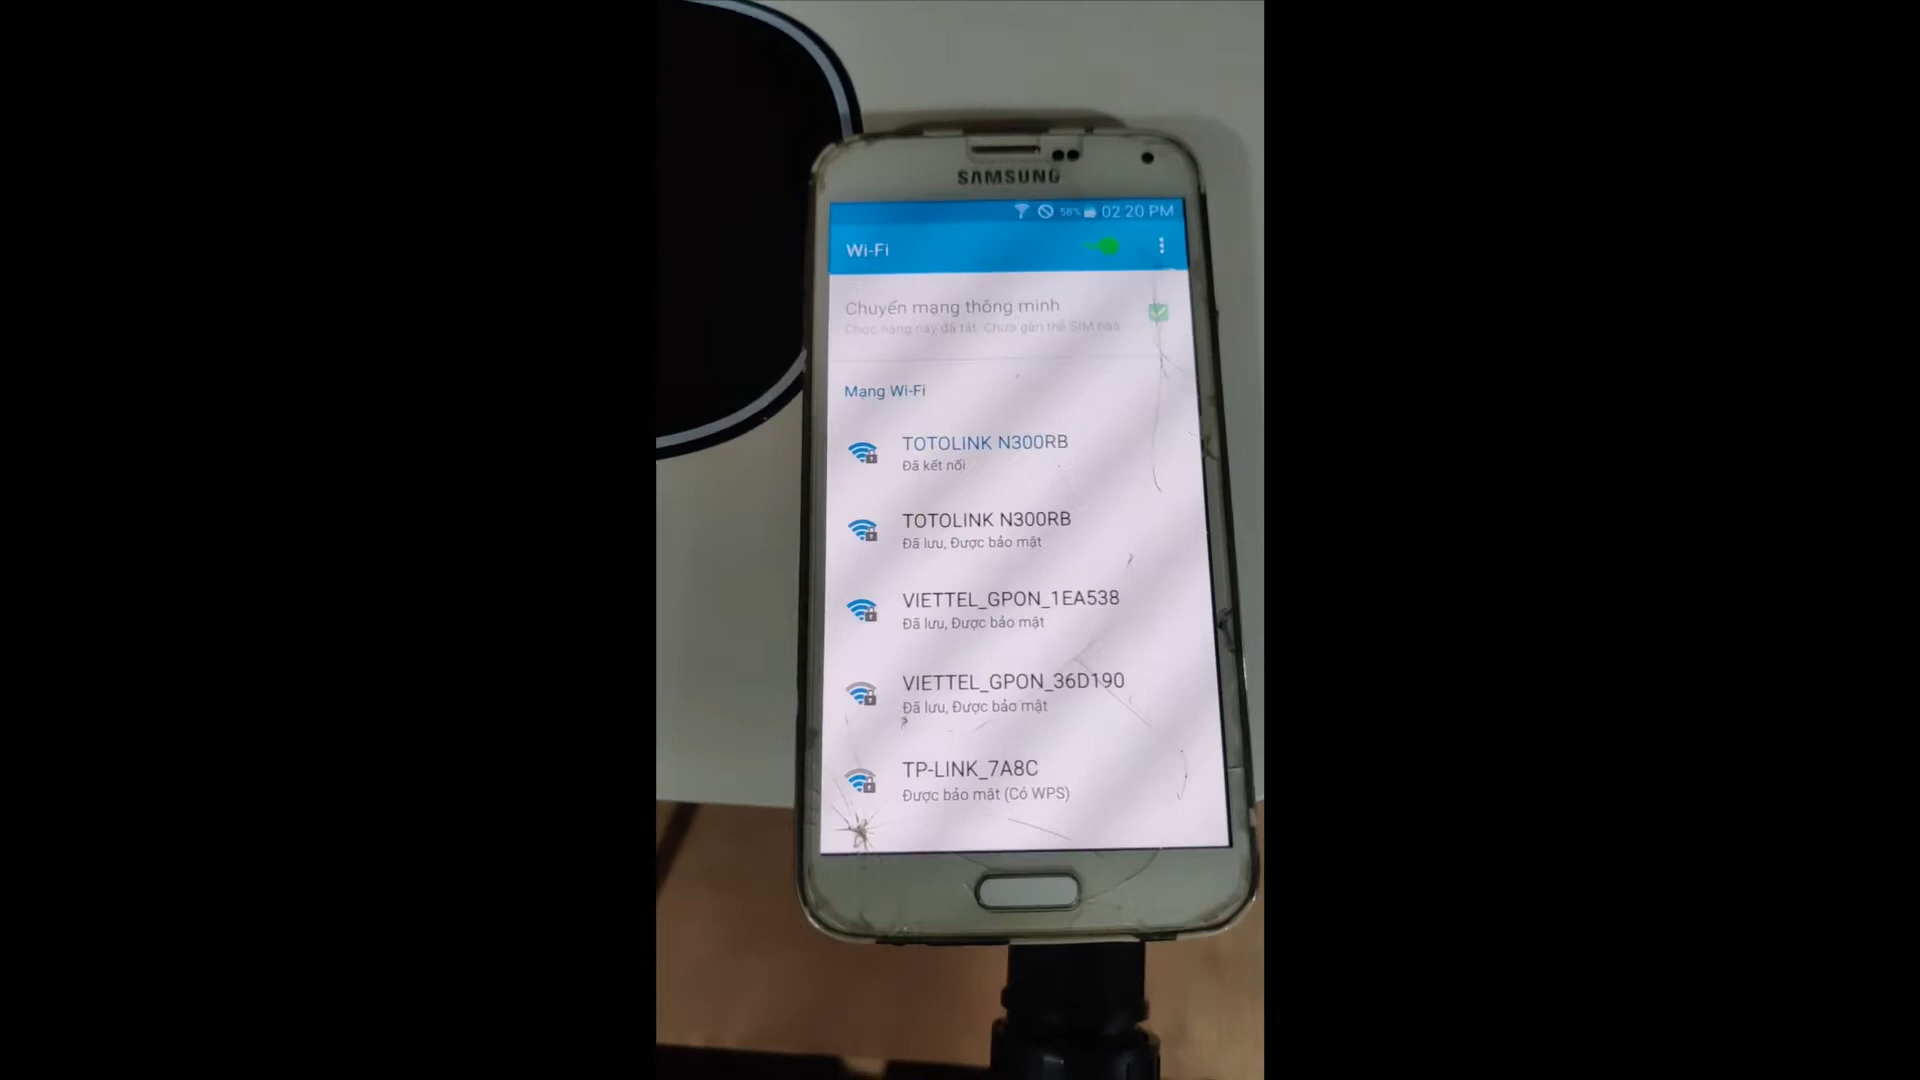 SAMSUNG
58% 02:20 PM
Wi-Fi
Chuyển mạng thông minh
Chức năng này đã tắt. Chưa gắn thẻ SIM nào
Mạng Wi-Fi
TOTOLINK N300RB
Đã kết nối
TOTOLINK N300RB
Đã lưu, Được bảo mật
VIETTEL_GPON_1EA538
Đã lưu, Được bảo mật
VIETTEL_GPON_36D190
Đã lưu, Được bảo mật
TP-LINK_7A8C
Được bảo mật (Có WPS)